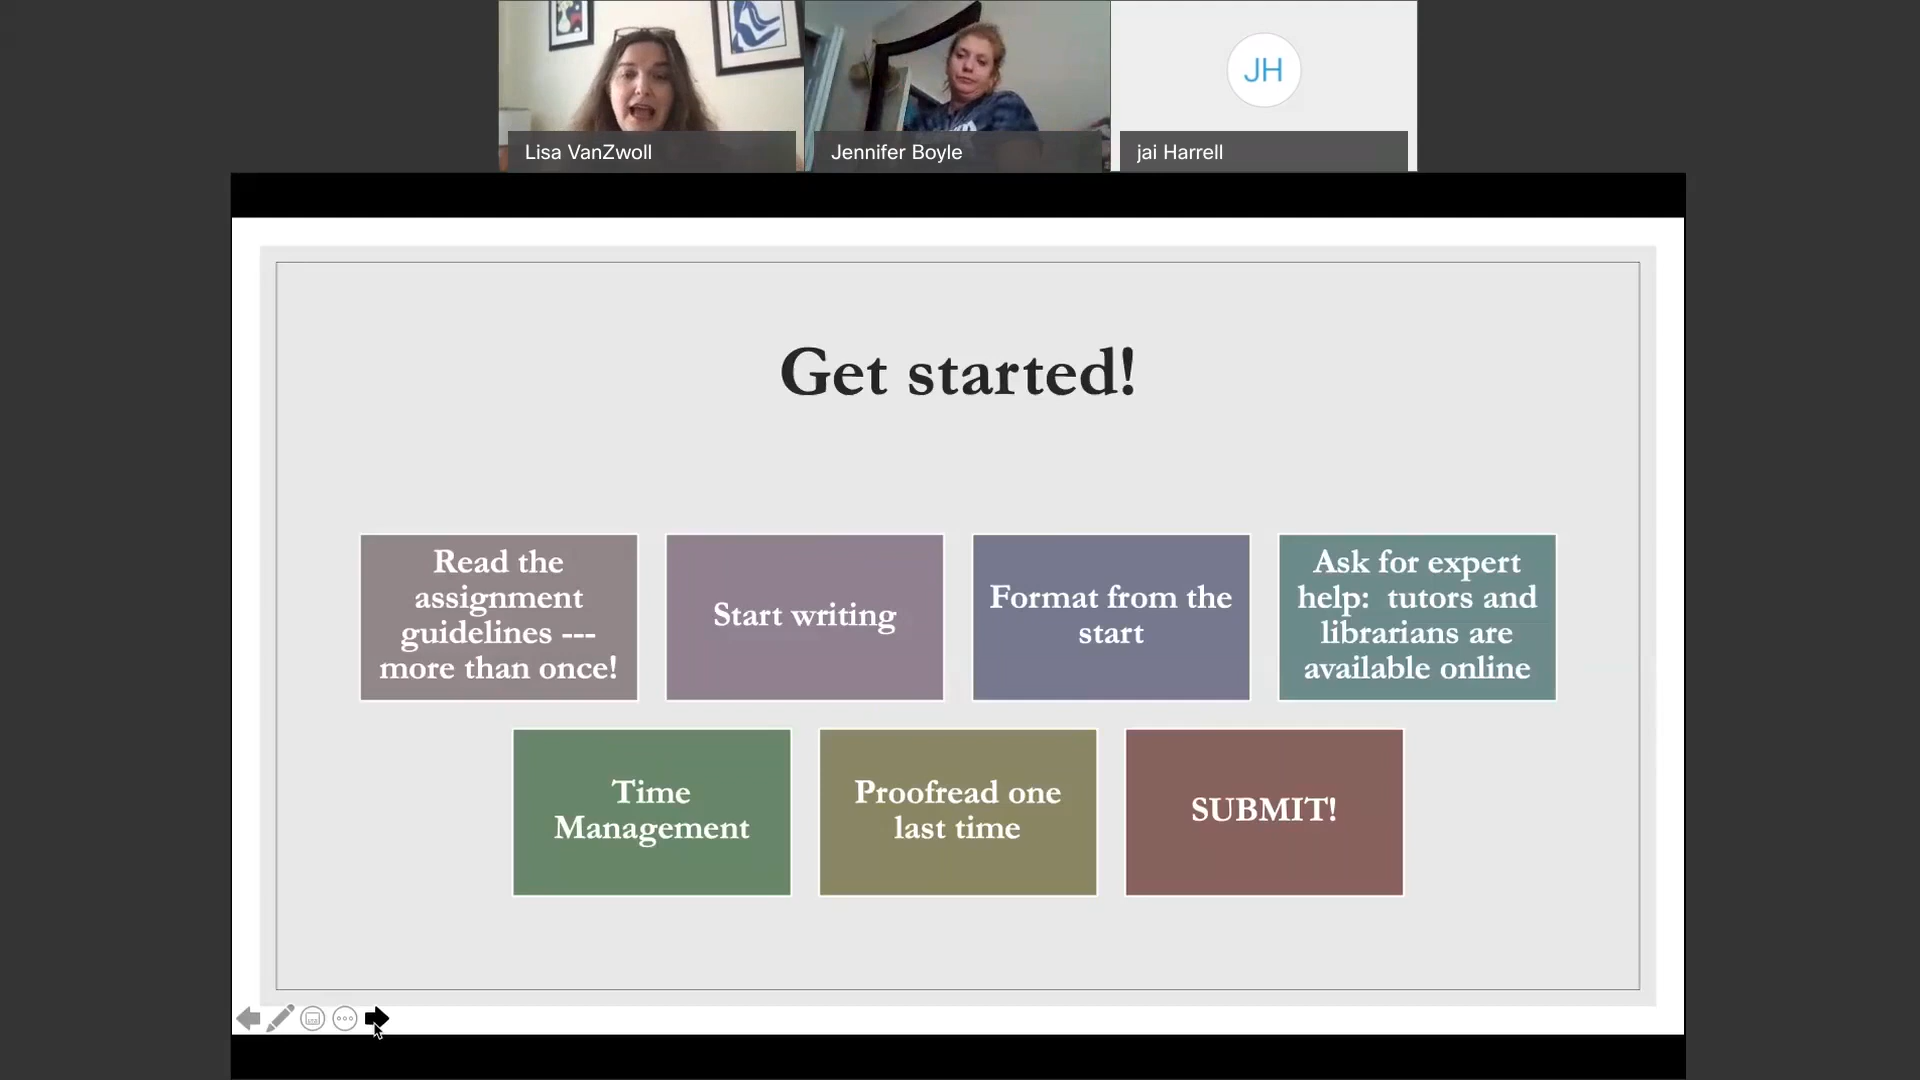 Lisa VanZwoll
Jennifer Boyle
JH
jai Harrell
Get started!
Read the
assignment
guidelines ---
more than once!
Start writing
Format from the
start
Ask for expert
help:  tutors and
librarians are
available online
Time
Management
Proofread one
last time
SUBMIT!